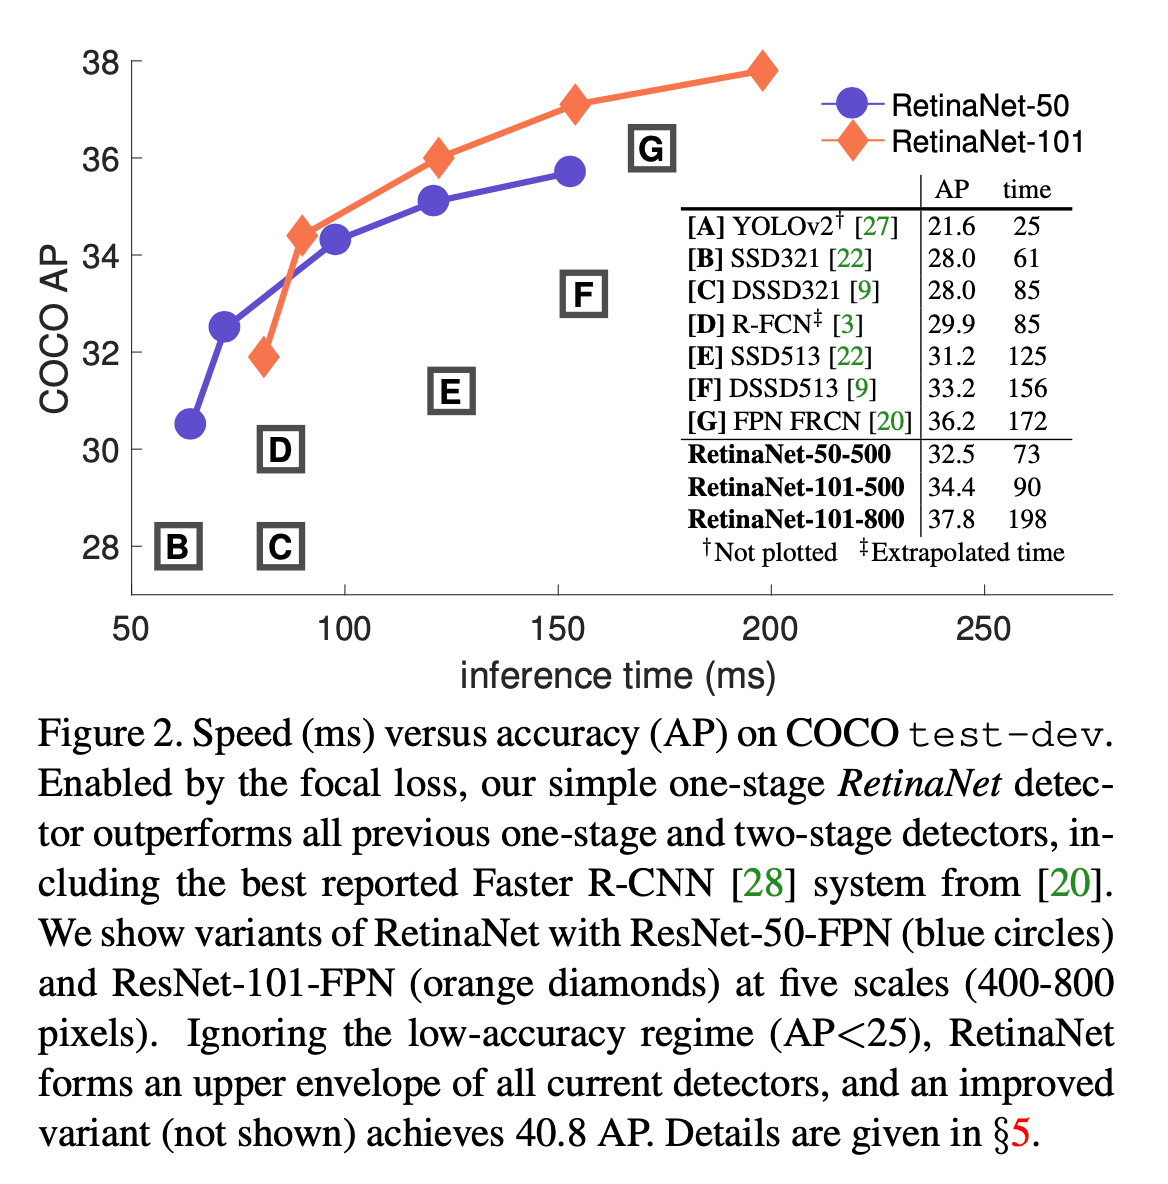 38
36
34
32
30
28
COCO AP
50 100 150 200 250
inference time (ms)
B
C
D
E
F
G
RetinaNet-50
RetinaNet-101
AP time
[A] YOLOv2† [27] 21.6 25
[B] SSD321 [22] 28.0 61
[C] DSSD321 [9] 28.0 85
[D] R-FCN‡ [3] 29.9 85
[E] SSD513 [22] 31.2 125
[F] DSSD513 [9] 33.2 156
[G] FPN FRCN [20] 36.2 172
RetinaNet-50-500 32.5 73
RetinaNet-101-500 34.4 90
RetinaNet-101-800 37.8 198
†Not plotted ‡Extrapolated time
Figure 2. Speed (ms) versus accuracy (AP) on COCO test-dev.
Enabled by the focal loss, our simple one-stage RetinaNet detec-
tor outperforms all previous one-stage and two-stage detectors, in-
cluding the best reported Faster R-CNN [28] system from [20].
We show variants of RetinaNet with ResNet-50-FPN (blue circles)
and ResNet-101-FPN (orange diamonds) at five scales (400-800
pixels). Ignoring the low-accuracy regime (AP<25), RetinaNet
forms an upper envelope of all current detectors, and an improved
variant (not shown) achieves 40.8 AP. Details are given in §5.